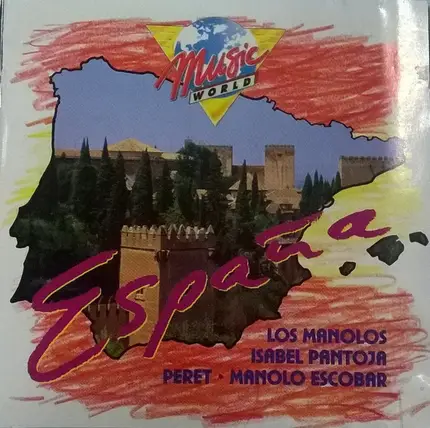 Music
WORLD
España
LOS MANOLOS
ISABEL PANTOJA
PERET · MANOLO ESCOBAR